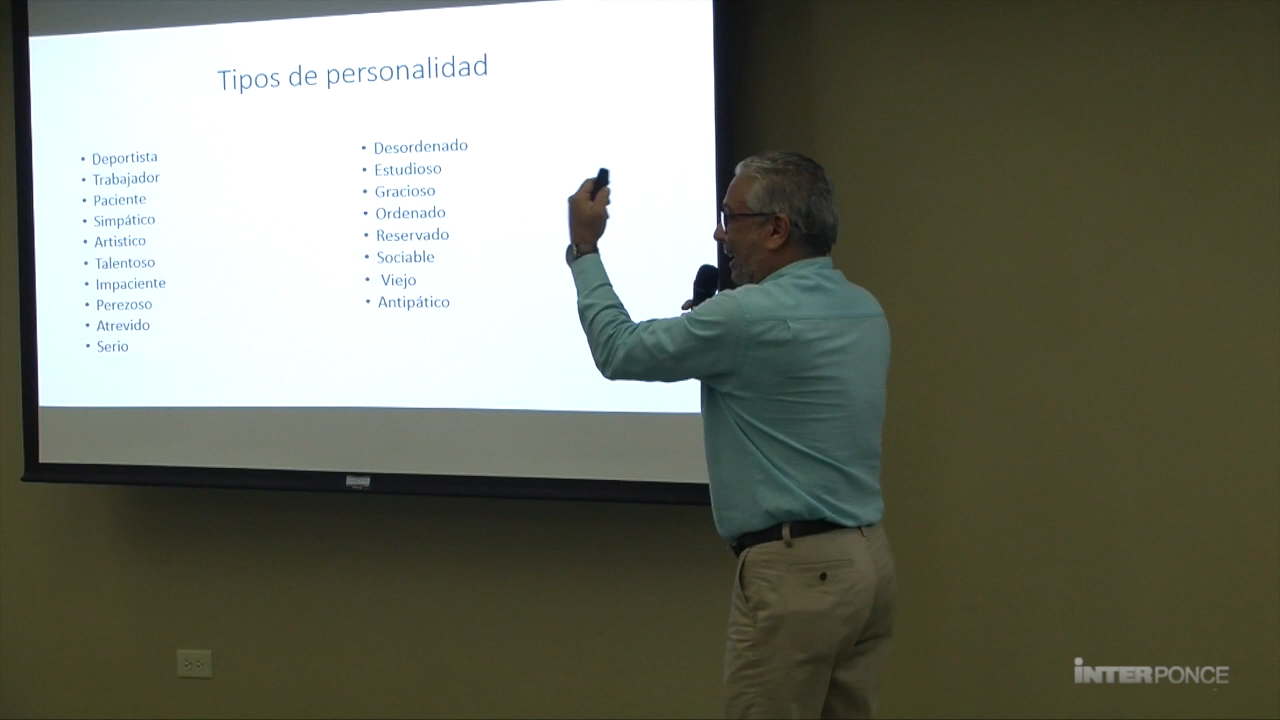 Tipos de personalidad
• Deportista
• Trabajador
• Paciente
• Simpático
• Artistico
• Talentoso
• Impaciente
• Perezoso
• Atrevido
• Serio
• Desordenado
• Estudioso
• Gracioso
• Ordenado
• Reservado
• Sociable
• Viejo
• Antipático
INTERPONCE